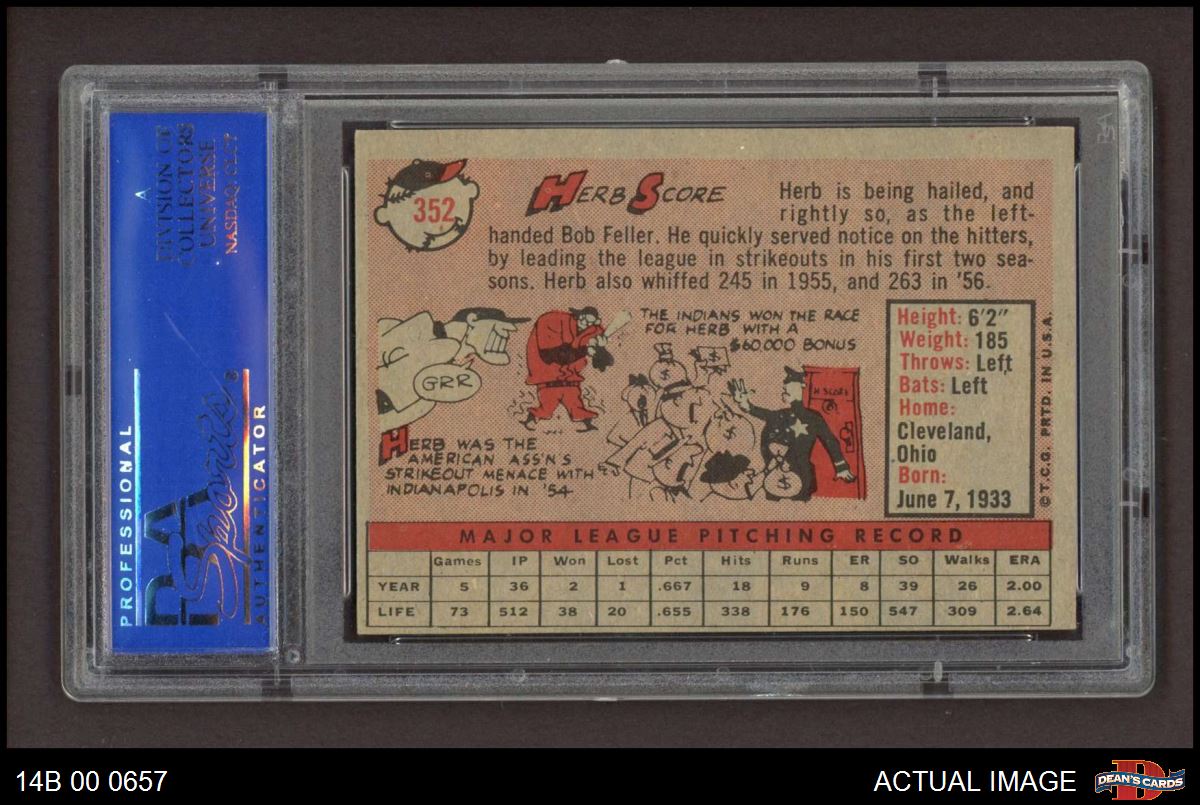 DIVISION OF
COLLECTORS
UNIVERSE
NASDAQ: CLCT
PROFESSIONAL
PSA
Sports®
AUTHENTICATOR
352
HERB SCORE
Herb is being hailed, and
rightly so, as the left-
handed Bob Feller. He quickly served notice on the hitters,
by leading the league in strikeouts in his first two sea-
sons. Herb also whiffed 245 in 1955, and 263 in '56.
GRR
HERB WAS THE
AMERICAN ASS'N'S
STRIKEOUT MENACE WITH
INDIANAPOLIS IN '54
THE INDIANS WON THE RACE
FOR HERB WITH A
$60,000 BONUS
$
$
$
$
H SCORE
Height: 6'2"
Weight: 185
Throws: Left
Bats: Left
Home:
Cleveland,
Ohio
Born:
June 7, 1933
© T.C.G. PRTD. IN U.S.A.
MAJOR LEAGUE PITCHING RECORD
Games IP Won Lost Pct Hits Runs ER SO Walks ERA
YEAR 5 36 2 1 .667 18 9 8 39 26 2.00
LIFE 73 512 38 20 .655 338 176 150 547 309 2.64
14B 00 0657
ACTUAL IMAGE
D
DEAN'S CARDS